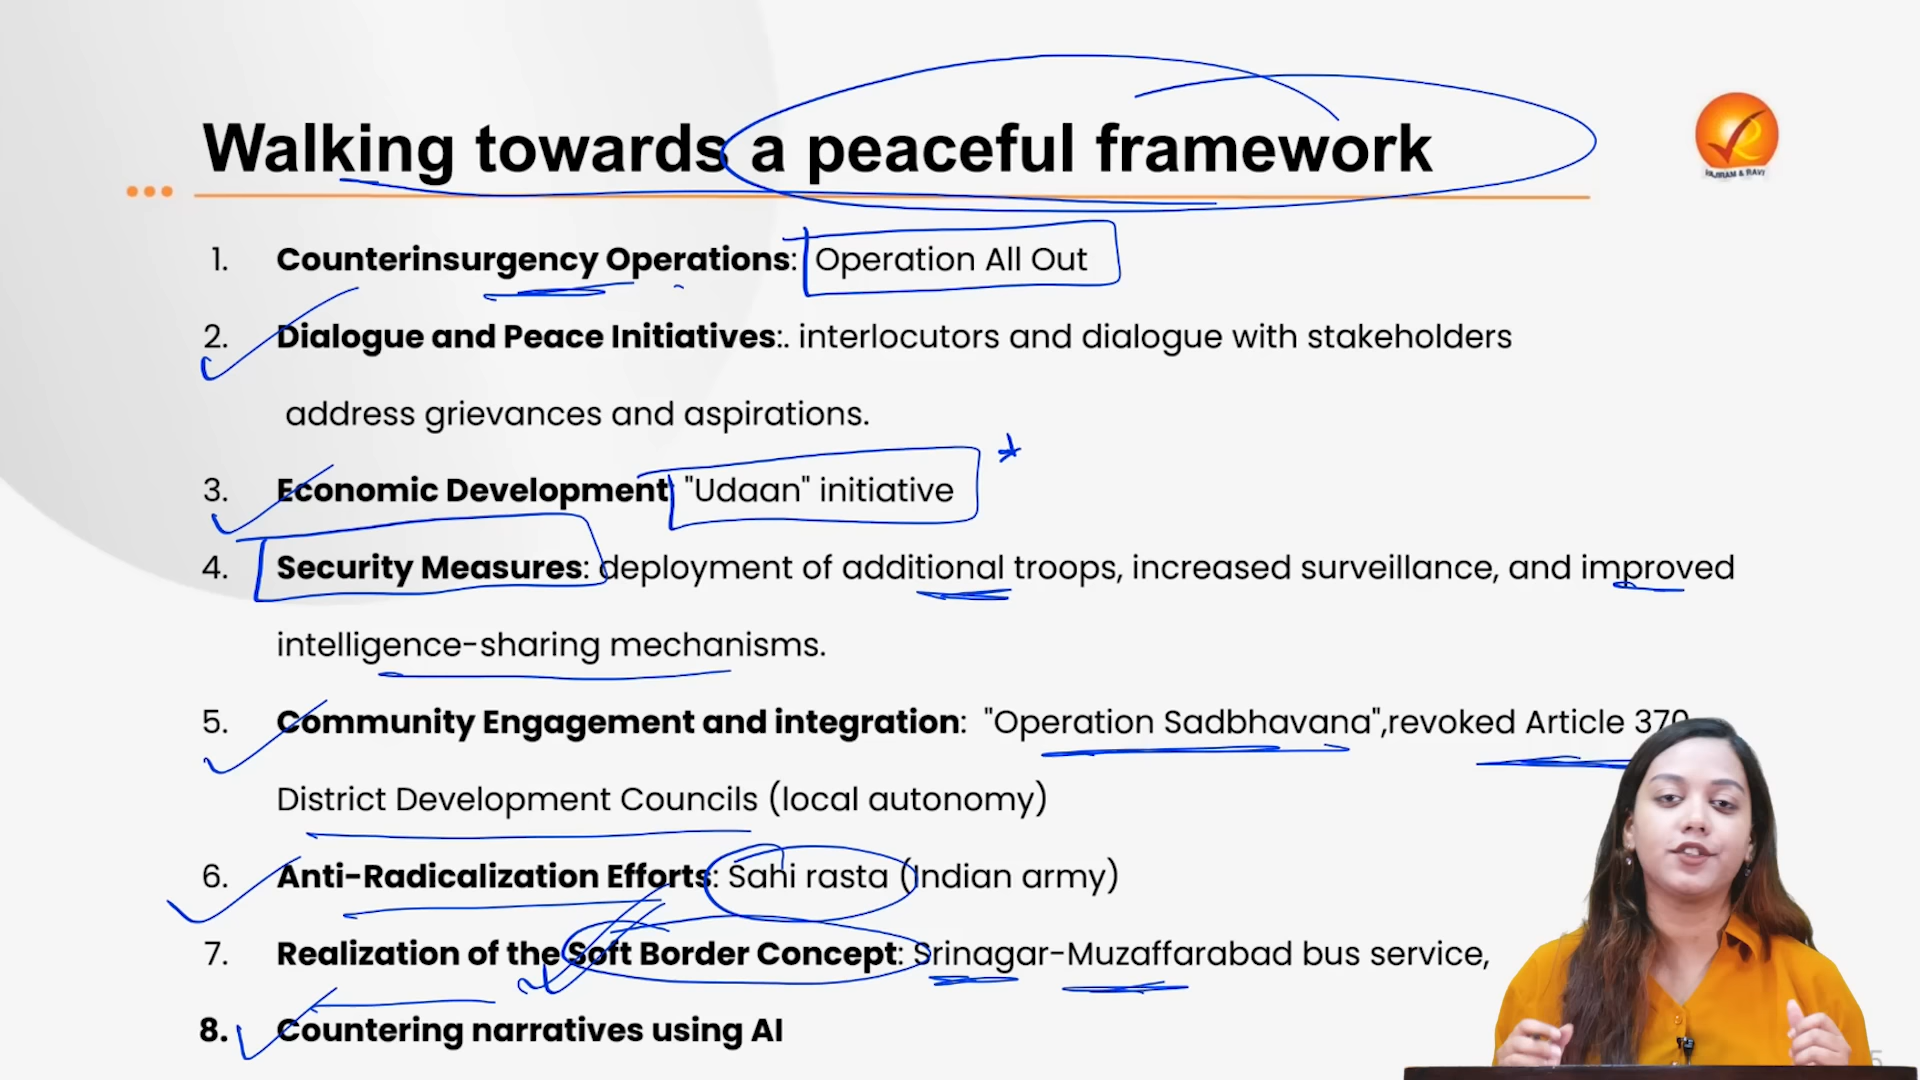 Walking towards a peaceful framework
RAJIRAM & RAVI
1. Counterinsurgency Operations: Operation All Out
2. Dialogue and Peace Initiatives:. interlocutors and dialogue with stakeholders
address grievances and aspirations.
3. Economic Development: "Udaan" initiative
4. Security Measures: deployment of additional troops, increased surveillance, and improved
intelligence-sharing mechanisms.
5. Community Engagement and integration: "Operation Sadbhavana",revoked Article 370
District Development Councils (local autonomy)
6. Anti-Radicalization Efforts: Sahi rasta (Indian army)
7. Realization of the Soft Border Concept: Srinagar-Muzaffarabad bus service,
8. Countering narratives using AI